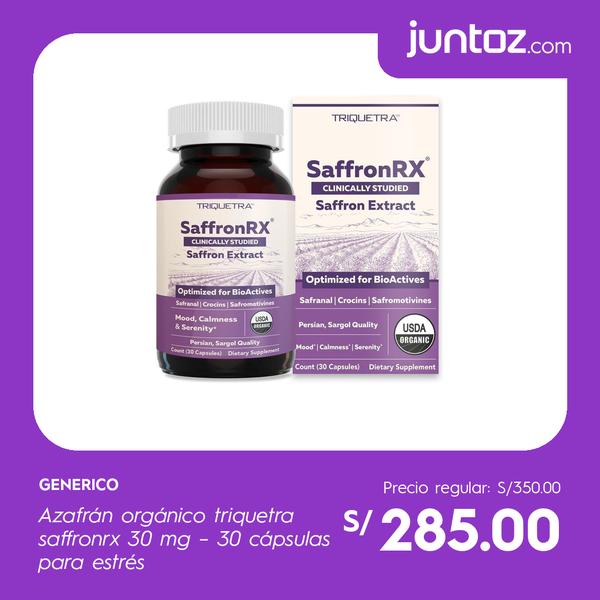 juntoz.com
TRIQUETRA™
SaffronRX®
CLINICALLY STUDIED
Saffron Extract
Optimized for BioActives
Safranal | Crocins | Safromotivines
Mood, Calmness
& Serenity*
USDA
ORGANIC
Persian, Sargol Quality
Count (30 Capsules) Dietary Supplement
TRIQUETRA™
SaffronRX®
CLINICALLY STUDIED
Saffron Extract
Optimized for BioActives
Safranal | Crocins | Safromotivines
Persian, Sargol Quality
USDA
ORGANIC
Mood* | Calmness* | Serenity*
Count (30 Capsules) Dietary Supplement
GENERICO
Azafrán orgánico triquetra
saffronrx 30 mg - 30 cápsulas
para estrés
Precio regular: S/350.00
S/ 285.00